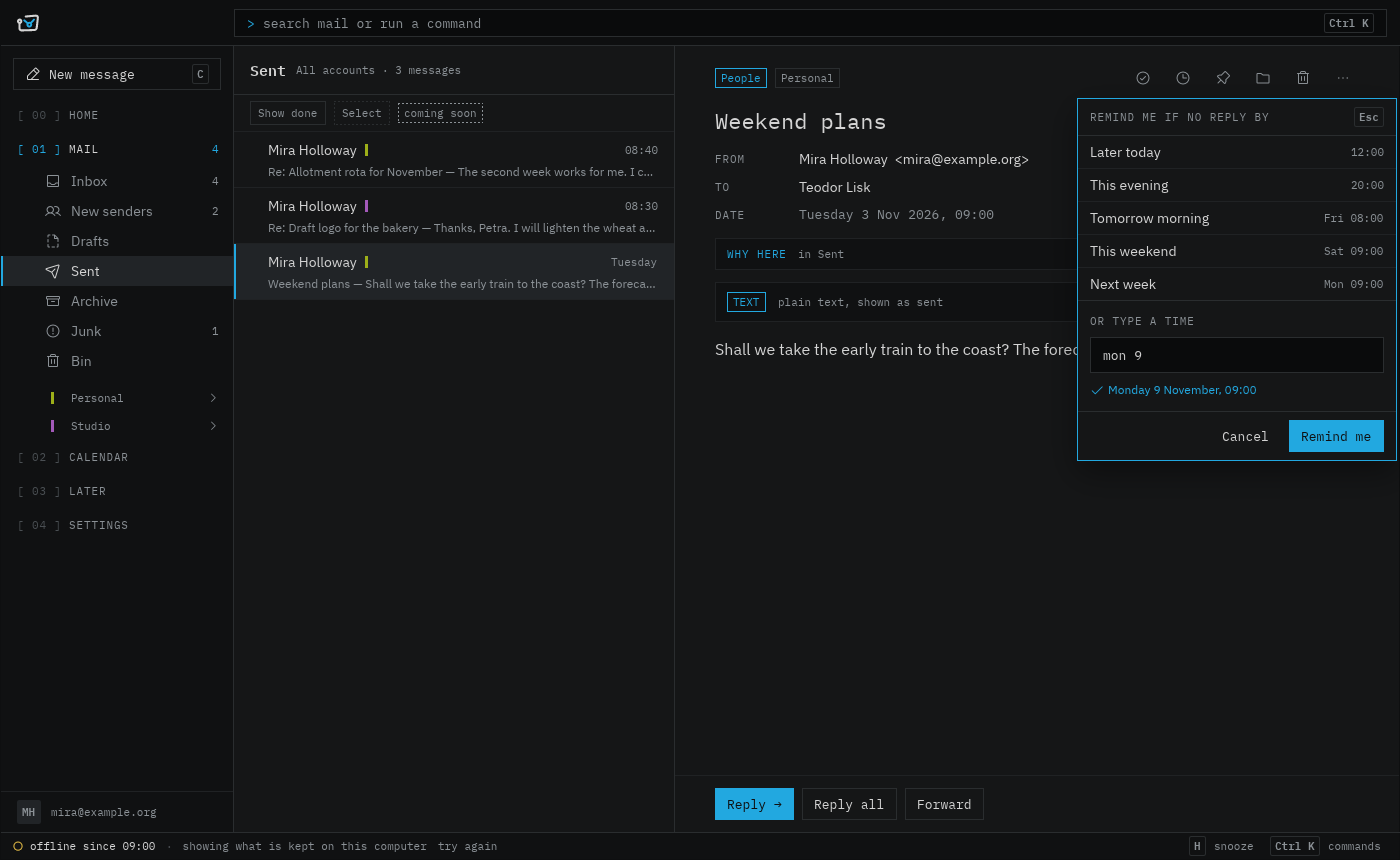 > search mail or run a command Ctrl K
New message C
[ 00 ] HOME
[ 01 ] MAIL 4
Inbox 4
New senders 2
Drafts
Sent
Archive
Junk 1
Bin
Personal
Studio
[ 02 ] CALENDAR
[ 03 ] LATER
[ 04 ] SETTINGS
MH mira@example.org
Sent All accounts · 3 messages
Show done Select coming soon
Mira Holloway 08:40
Re: Allotment rota for November — The second week works for me. I c…
Mira Holloway 08:30
Re: Draft logo for the bakery — Thanks, Petra. I will lighten the wheat a…
Mira Holloway Tuesday
Weekend plans — Shall we take the early train to the coast? The foreca…
People Personal
Weekend plans
FROM Mira Holloway <mira@example.org>
TO Teodor Lisk
DATE Tuesday 3 Nov 2026, 09:00
WHY HERE in Sent
TEXT plain text, shown as sent
Shall we take the early train to the coast? The forec
REMIND ME IF NO REPLY BY Esc
Later today 12:00
This evening 20:00
Tomorrow morning Fri 08:00
This weekend Sat 09:00
Next week Mon 09:00
OR TYPE A TIME
mon 9
Monday 9 November, 09:00
Cancel Remind me
Reply → Reply all Forward
offline since 09:00 · showing what is kept on this computer try again
H snooze Ctrl K commands